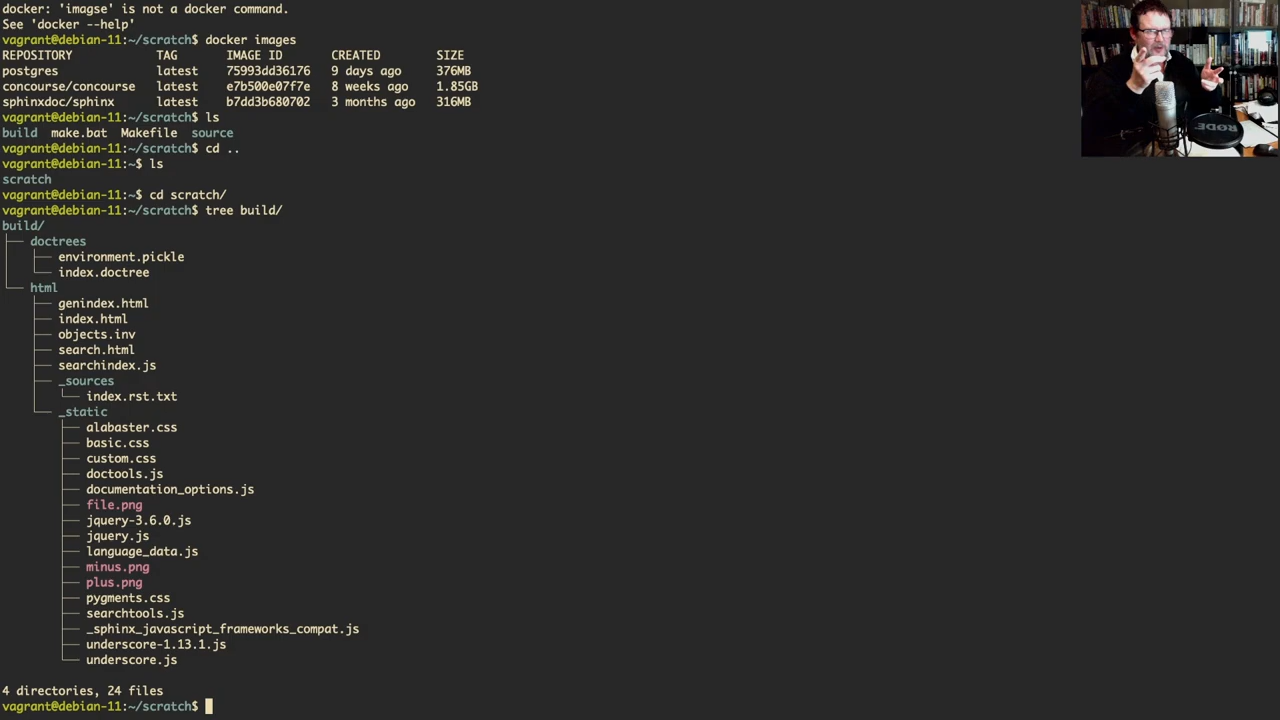 docker: 'imagse' is not a docker command.
See 'docker --help'
vagrant@debian-11:~/scratch$ docker images
REPOSITORY TAG IMAGE ID CREATED SIZE
postgres latest 75993dd36176 9 days ago 376MB
concourse/concourse latest e7b500e07f7e 8 weeks ago 1.85GB
sphinxdoc/sphinx latest b7dd3b680702 3 months ago 316MB
vagrant@debian-11:~/scratch$ ls
build make.bat Makefile source
vagrant@debian-11:~/scratch$ cd ..
vagrant@debian-11:~$ ls
scratch
vagrant@debian-11:~$ cd scratch/
vagrant@debian-11:~/scratch$ tree build/
build/
├── doctrees
│   ├── environment.pickle
│   └── index.doctree
└── html
    ├── genindex.html
    ├── index.html
    ├── objects.inv
    ├── search.html
    ├── searchindex.js
    ├── _sources
    │   └── index.rst.txt
    └── _static
        ├── alabaster.css
        ├── basic.css
        ├── custom.css
        ├── doctools.js
        ├── documentation_options.js
        ├── file.png
        ├── jquery-3.6.0.js
        ├── jquery.js
        ├── language_data.js
        ├── minus.png
        ├── plus.png
        ├── pygments.css
        ├── searchtools.js
        ├── _sphinx_javascript_frameworks_compat.js
        ├── underscore-1.13.1.js
        └── underscore.js
4 directories, 24 files
vagrant@debian-11:~/scratch$
RODE